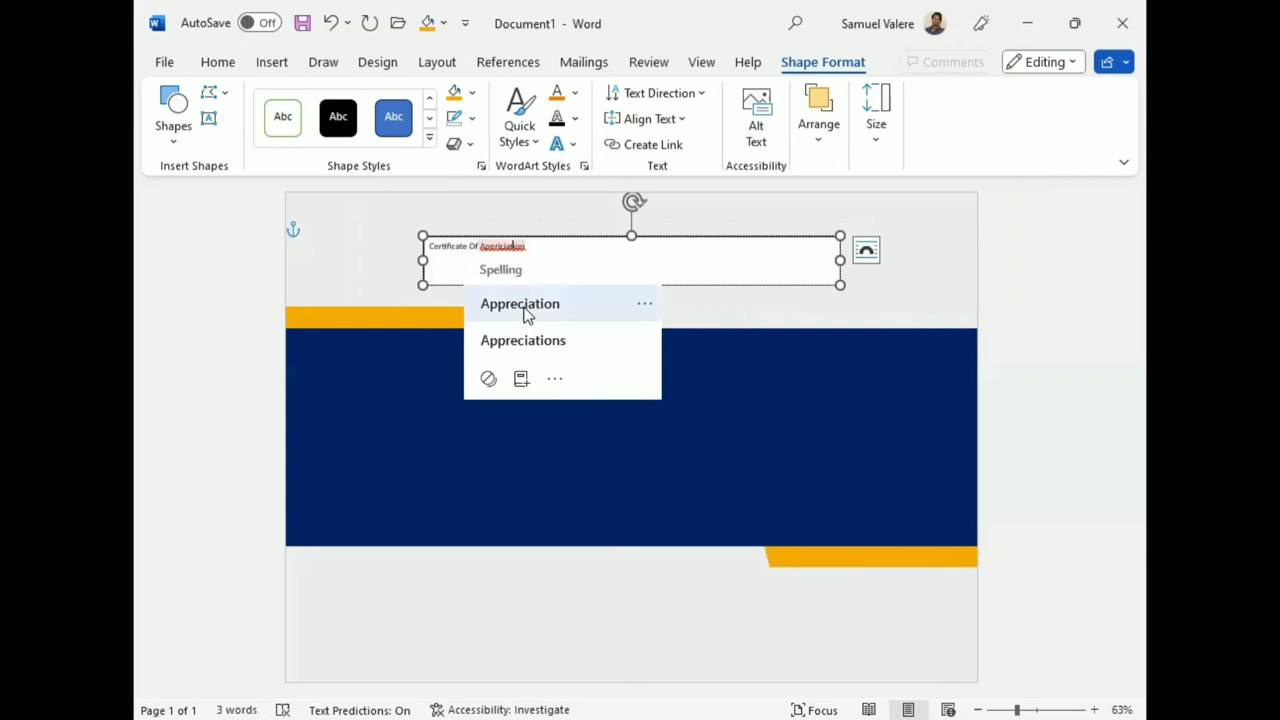 AutoSave Off Document1 - Word Samuel Valere
File Home Insert Draw Design Layout References Mailings Review View Help Shape Format Comments Editing
Shapes
Abc Abc Abc
Quick Styles
Text Direction
Align Text
Create Link
Alt Text
Arrange
Size
Insert Shapes Shape Styles WordArt Styles Text Accessibility
Certificate Of Appriciation
Spelling
Appreciation
Appreciations
Page 1 of 1 3 words Text Predictions: On Accessibility: Investigate Focus 63%